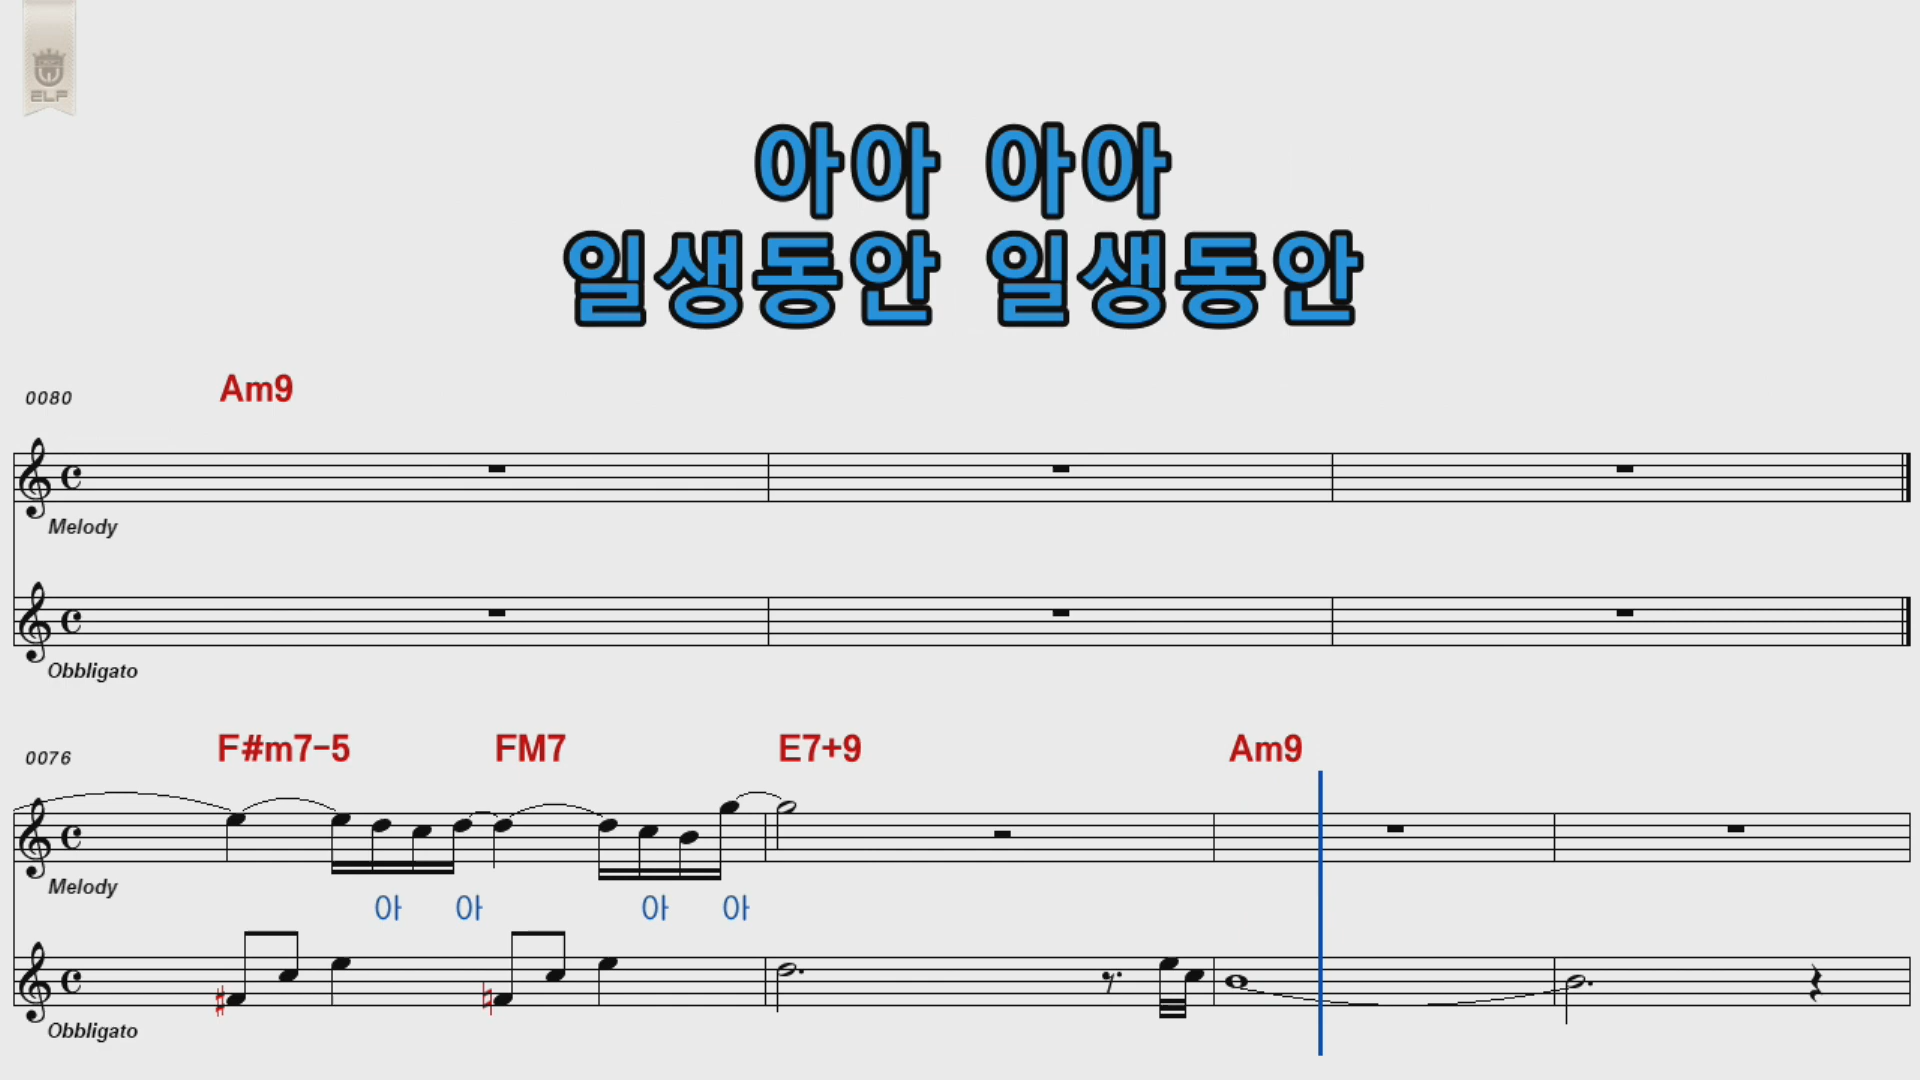 ELF
아아 아아
일생동안 일생동안
0080 Am9
Melody
Obbligato
0076 F#m7-5 FM7 E7+9 Am9
Melody
아 아 아 아
Obbligato